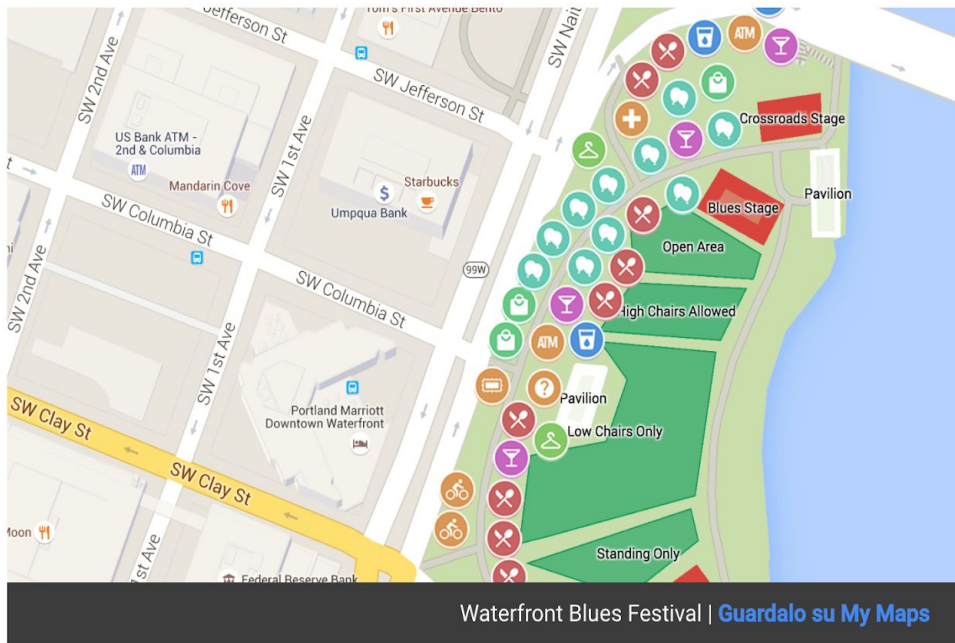 Tom's First Avenue Bento
SW 2nd Ave
Jefferson St
SW Nait
ATM
SW Jefferson St
US Bank ATM -
2nd & Columbia
ATM
Mandarin Cove
SW 1st Ave
Starbucks
$
Umpqua Bank
Crossroads Stage
Pavilion
Blues Stage
SW Columbia St
Open Area
99W
SW 2nd Ave
SW Columbia St
High Chairs Allowed
ATM
SW 1st Ave
?
Pavilion
Portland Marriott
Downtown Waterfront
Low Chairs Only
SW Clay St
SW Clay St
Moon
Standing Only
1st Ave
Federal Reserve Bank
Waterfront Blues Festival | Guardalo su My Maps